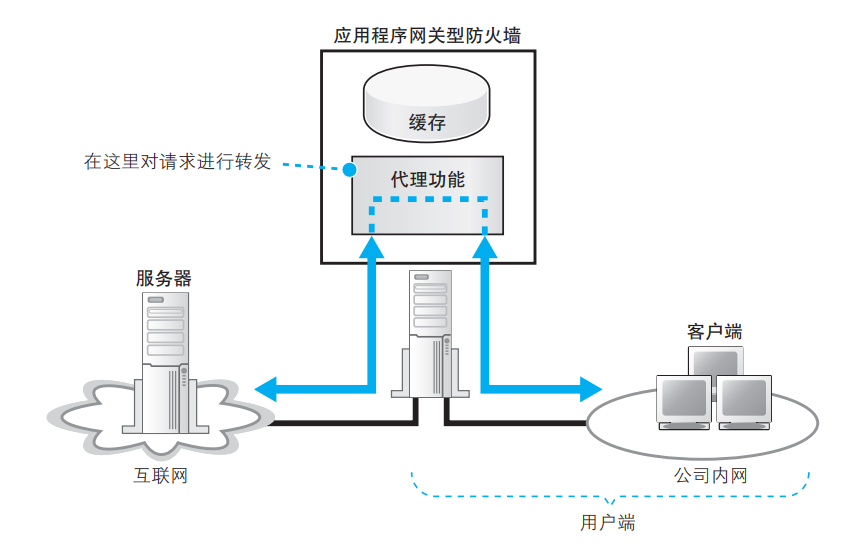 应用程序网关型防火墙
缓存
在这里对请求进行转发
代理功能
服务器
客户端
互联网
公司内网
用户端